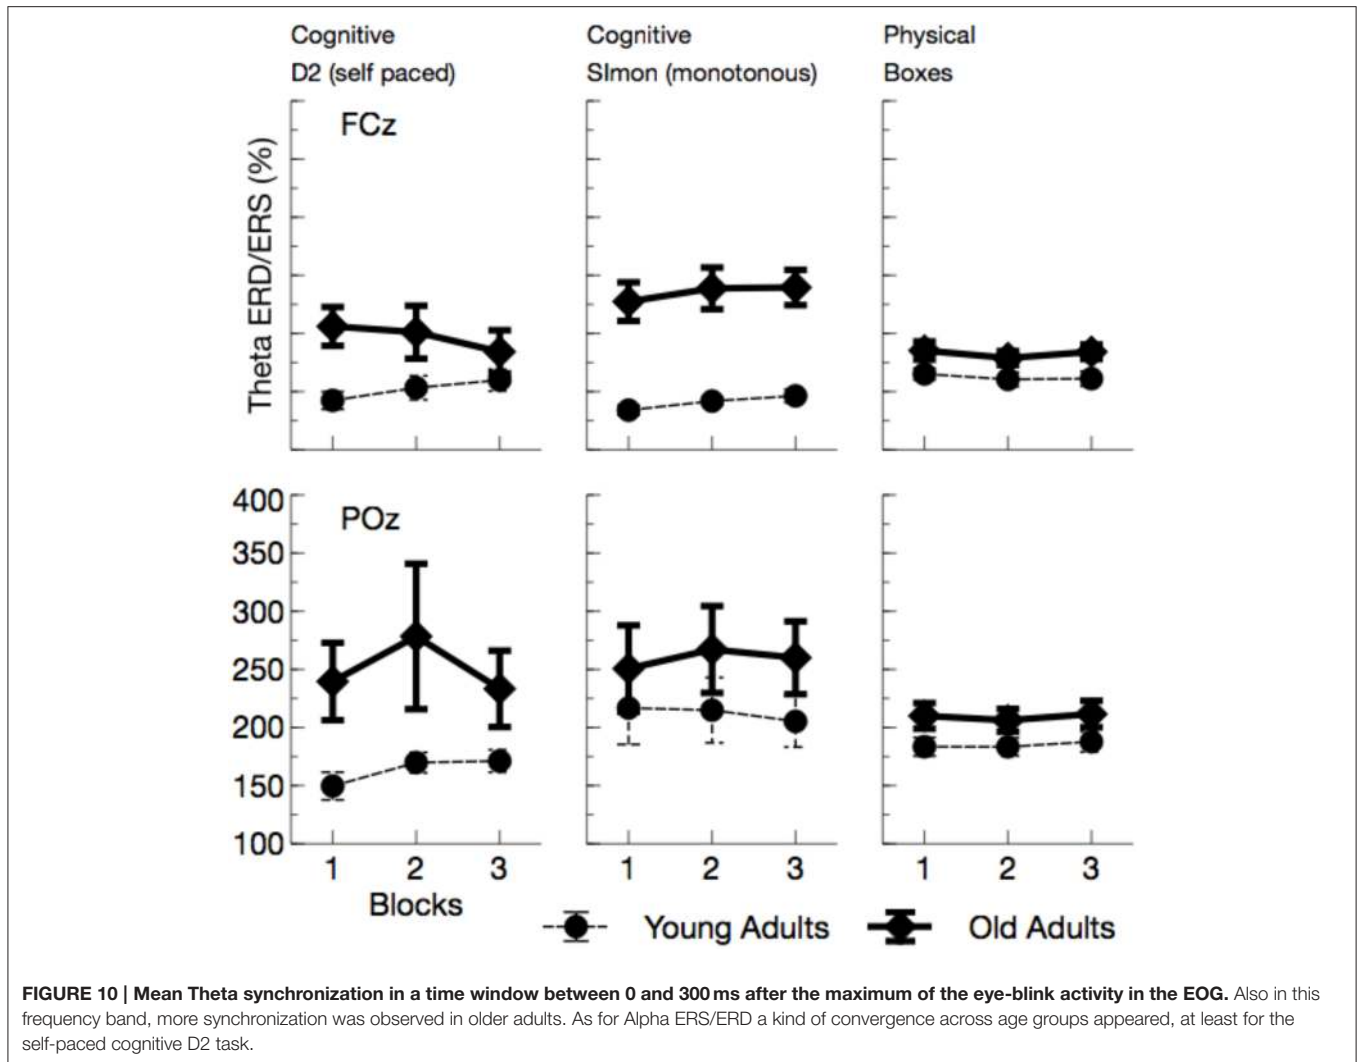 Cognitive
D2 (self paced)
Cognitive
SImon (monotonous)
Physical
Boxes
FCz
Theta ERD/ERS (%)
POz
400
350
300
250
200
150
100
1 2 3
1 2 3
1 2 3
Blocks
Young Adults
Old Adults
FIGURE 10 | Mean Theta synchronization in a time window between 0 and 300 ms after the maximum of the eye-blink activity in the EOG. Also in this
frequency band, more synchronization was observed in older adults. As for Alpha ERS/ERD a kind of convergence across age groups appeared, at least for the
self-paced cognitive D2 task.